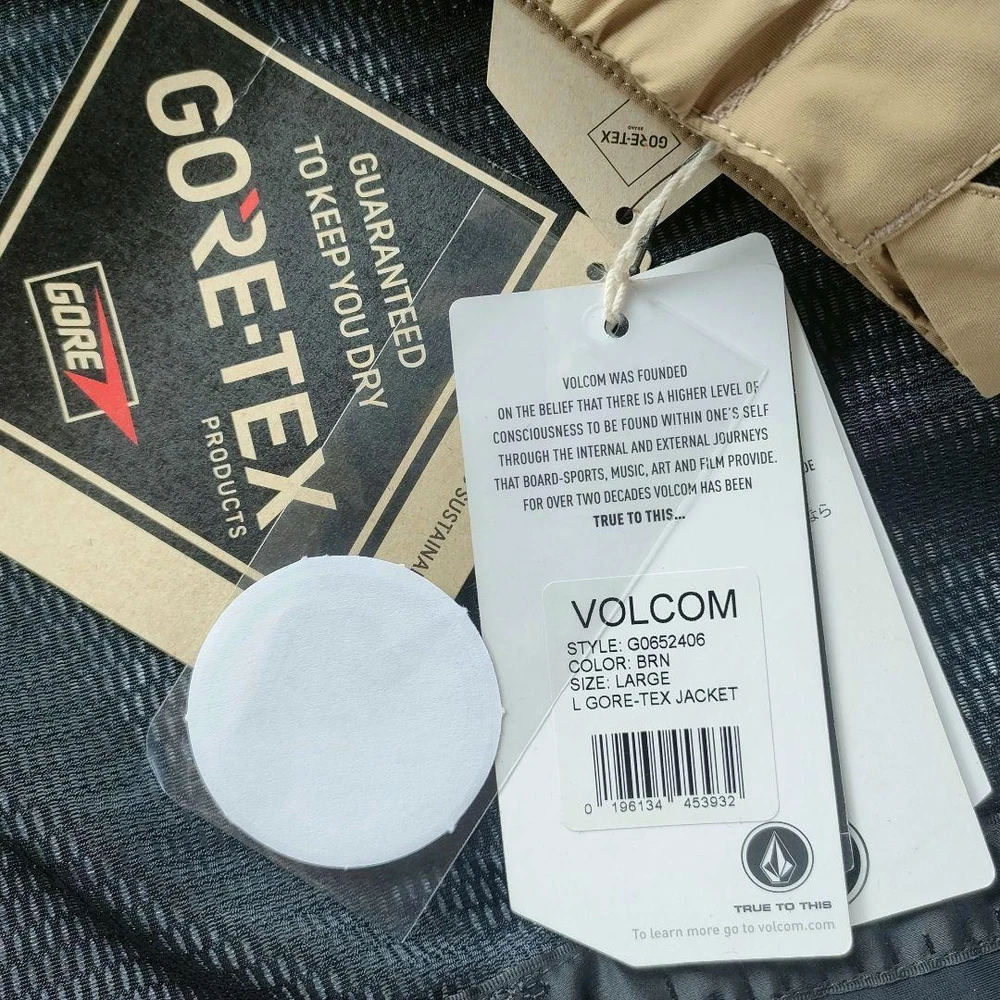 GORE-TEX
PRODUCTS
GUARANTEED
TO KEEP YOU DRY
GORE
GORE-TEX
BRAND
VOLCOM WAS FOUNDED
ON THE BELIEF THAT THERE IS A HIGHER LEVEL OF
CONSCIOUSNESS TO BE FOUND WITHIN ONE'S SELF
THROUGH THE INTERNAL AND EXTERNAL JOURNEYS
THAT BOARD-SPORTS, MUSIC, ART AND FILM PROVIDE.
FOR OVER TWO DECADES VOLCOM HAS BEEN
TRUE TO THIS...
VOLCOM
STYLE: G0652406
COLOR: BRN
SIZE: LARGE
L GORE-TEX JACKET
0 196134 453932
TRUE TO THIS
To learn more go to volcom.com